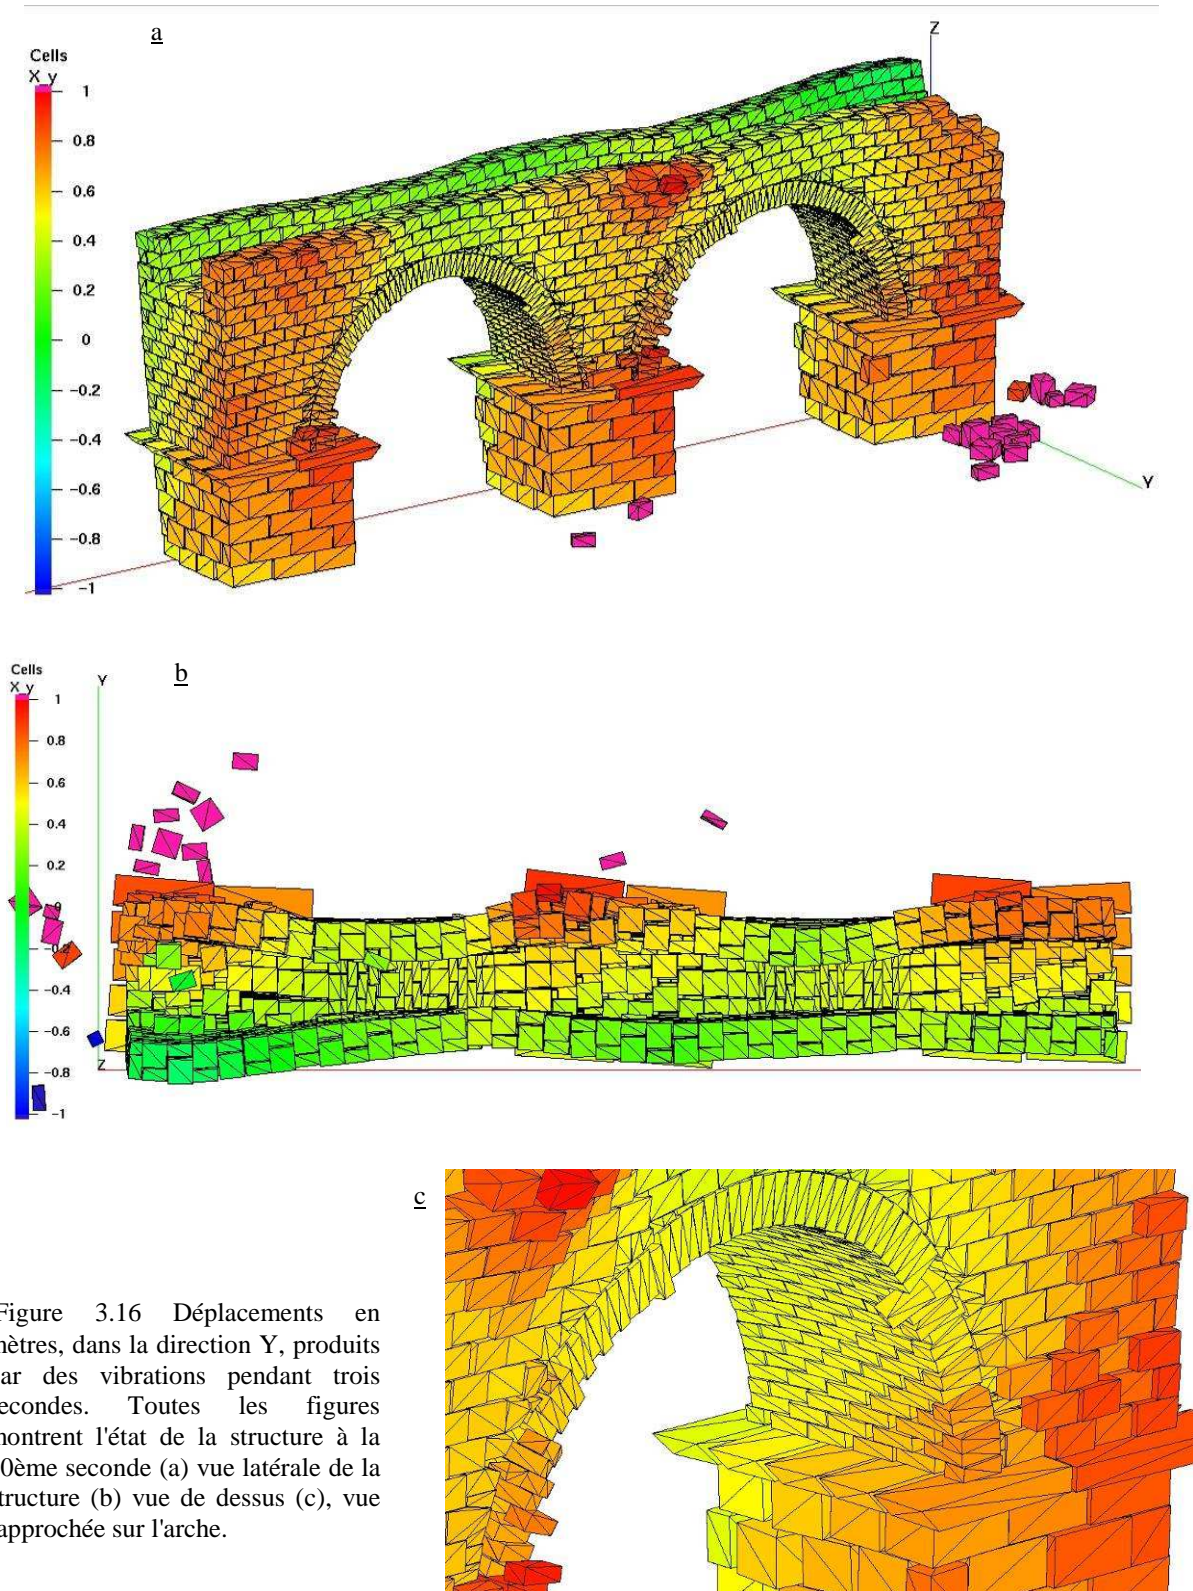 a
Z
Cells
X_y
1
0.8
0.6
0.4
0.2
0
-0.2
-0.4
-0.6
-0.8
-1
Y
Cells
X_y
b
Y
1
0.8
0.6
0.4
0.2
0
-0.4
-0.6
-0.8
-1
Z
c
Figure 3.16 Déplacements en
mètres, dans la direction Y, produits
ar des vibrations pendant trois
econdes. Toutes les figures
montrent l'état de la structure à la
0ème seconde (a) vue latérale de la
tructure (b) vue de dessus (c), vue
approchée sur l'arche.